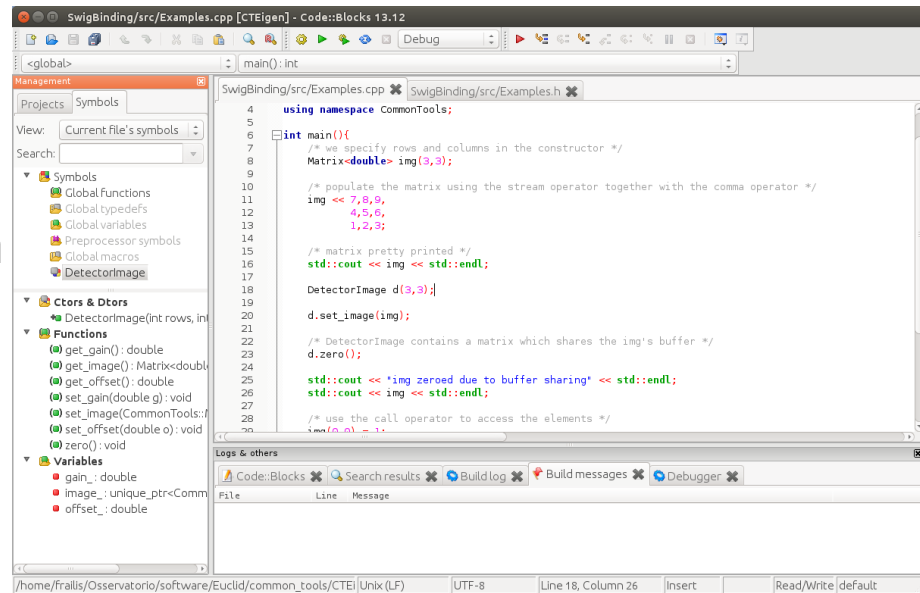 SwigBinding/src/Examples.cpp [CTEigen] - Code::Blocks 13.12
Debug
<global>
main() : int
Management
Projects Symbols
View: Current file's symbols
Search:
Symbols
Global functions
Global typedefs
Global variables
Preprocessor symbols
Global macros
DetectorImage
Ctors & Dtors
DetectorImage(int rows, in
Functions
get_gain() : double
get_image() : Matrix<doubl
get_offset() : double
set_gain(double g) : void
set_image(CommonTools::
set_offset(double o) : void
zero() : void
Variables
gain_ : double
image_ : unique_ptr<Comm
offset_ : double
SwigBinding/src/Examples.cpp SwigBinding/src/Examples.h
4 using namespace CommonTools;
5
6 int main(){
7 /* we specify rows and columns in the constructor */
8 Matrix<double> img(3,3);
9
10 /* populate the matrix using the stream operator together with the comma operator */
11 img << 7,8,9,
12 4,5,6,
13 1,2,3;
14
15 /* matrix pretty printed */
16 std::cout << img << std::endl;
17
18 DetectorImage d(3,3);
19
20 d.set_image(img);
21
22 /* DetectorImage contains a matrix which shares the img's buffer */
23 d.zero();
24
25 std::cout << "img zeroed due to buffer sharing" << std::endl;
26 std::cout << img << std::endl;
27
28 /* use the call operator to access the elements */
29 img(0,0) = 1;
Logs & others
Code::Blocks Search results Build log Build messages Debugger
File Line Message
/home/frailis/Osservatorio/software/Euclid/common_tools/CTEi Unix (LF) UTF-8 Line 18, Column 26 Insert Read/Write default